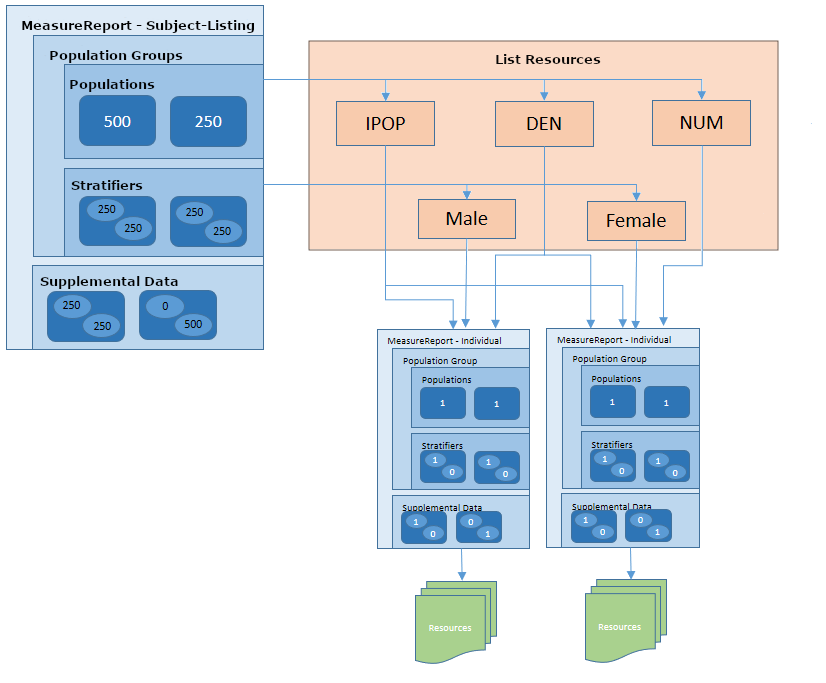 MeasureReport - Subject-Listing
Population Groups
Populations
500 250
Stratifiers
250 250
250 250
Supplemental Data
250 0
250 500
List Resources
IPOP DEN NUM
Male Female
MeasureReport - Individual
Population Group
Populations
1 1
Stratifiers
1 1
0 0
Supplemental Data
1 0
0 1
Resources
MeasureReport - Individual
Population Group
Populations
1 1
Stratifiers
1 1
0 0
Supplemental Data
1 0
0 1
Resources